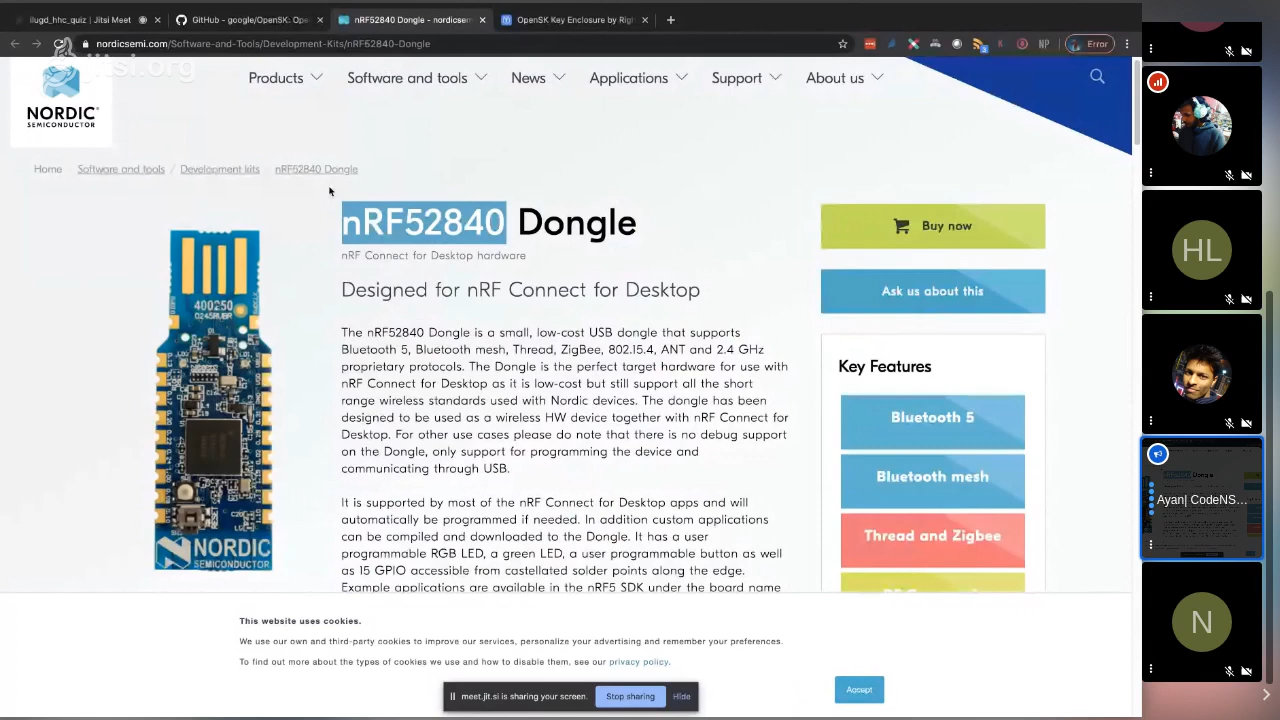 iiugd_hhz_quiz | Jitsi Meet
GitHub - google/OpenSK: Ope
nRF52840 Dongle - nordicsem
OpenSK Key Enclosure by Righ
nordicsemi.com/Software-and-Tools/Development-Kits/nRF52840-Dongle
NP
Error
jitsi.org
NORDIC
SEMICONDUCTOR
Products
Software and tools
News
Applications
Support
About us
Home
Software and tools /
Development kits
nRF52840 Dongle
nRF52840 Dongle
nRF Connect for Desktop hardware
Designed for nRF Connect for Desktop
The nRF52840 Dongle is a small, low-cost USB dongle that supports
Bluetooth 5, Bluetooth mesh, Thread, ZigBee, 802.15.4, ANT and 2.4 GHz
proprietary protocols. The Dongle is the perfect target hardware for use with
nRF Connect for Desktop as it is low-cost but still support all the short
range wireless standards used with Nordic devices. The dongle has been
designed to be used as a wireless HW device together with nRF Connect for
Desktop. For other use cases please do note that there is no debug support
on the Dongle, only support for programming the device and
communicating through USB.
It is supported by most of the nRF Connect for Desktop apps and will
automatically be programmed if needed. In addition custom applications
can be compiled and downloaded to the Dongle. It has a user
programmable RGB LED, a green LED, a user programmable button as well
as 15 GPIO accessible from castellated solder points along the edge.
Example applications are available in the nRF5 SDK under the board name
400250
NORDIC
SEMICONDUCTOR
Buy now
Ask us about this
Key Features
Bluetooth 5
Bluetooth mesh
Thread and Zigbee
This website uses cookies.
We use our own and third-party cookies to improve our services, personalize your advertising and remember your preferences.
To find out more about the types of cookies we use and how to disable them, see our privacy policy.
Accept
meet.jit.si is sharing your screen.
Stop sharing
Hide
HL
Ayan| CodeNS...
N